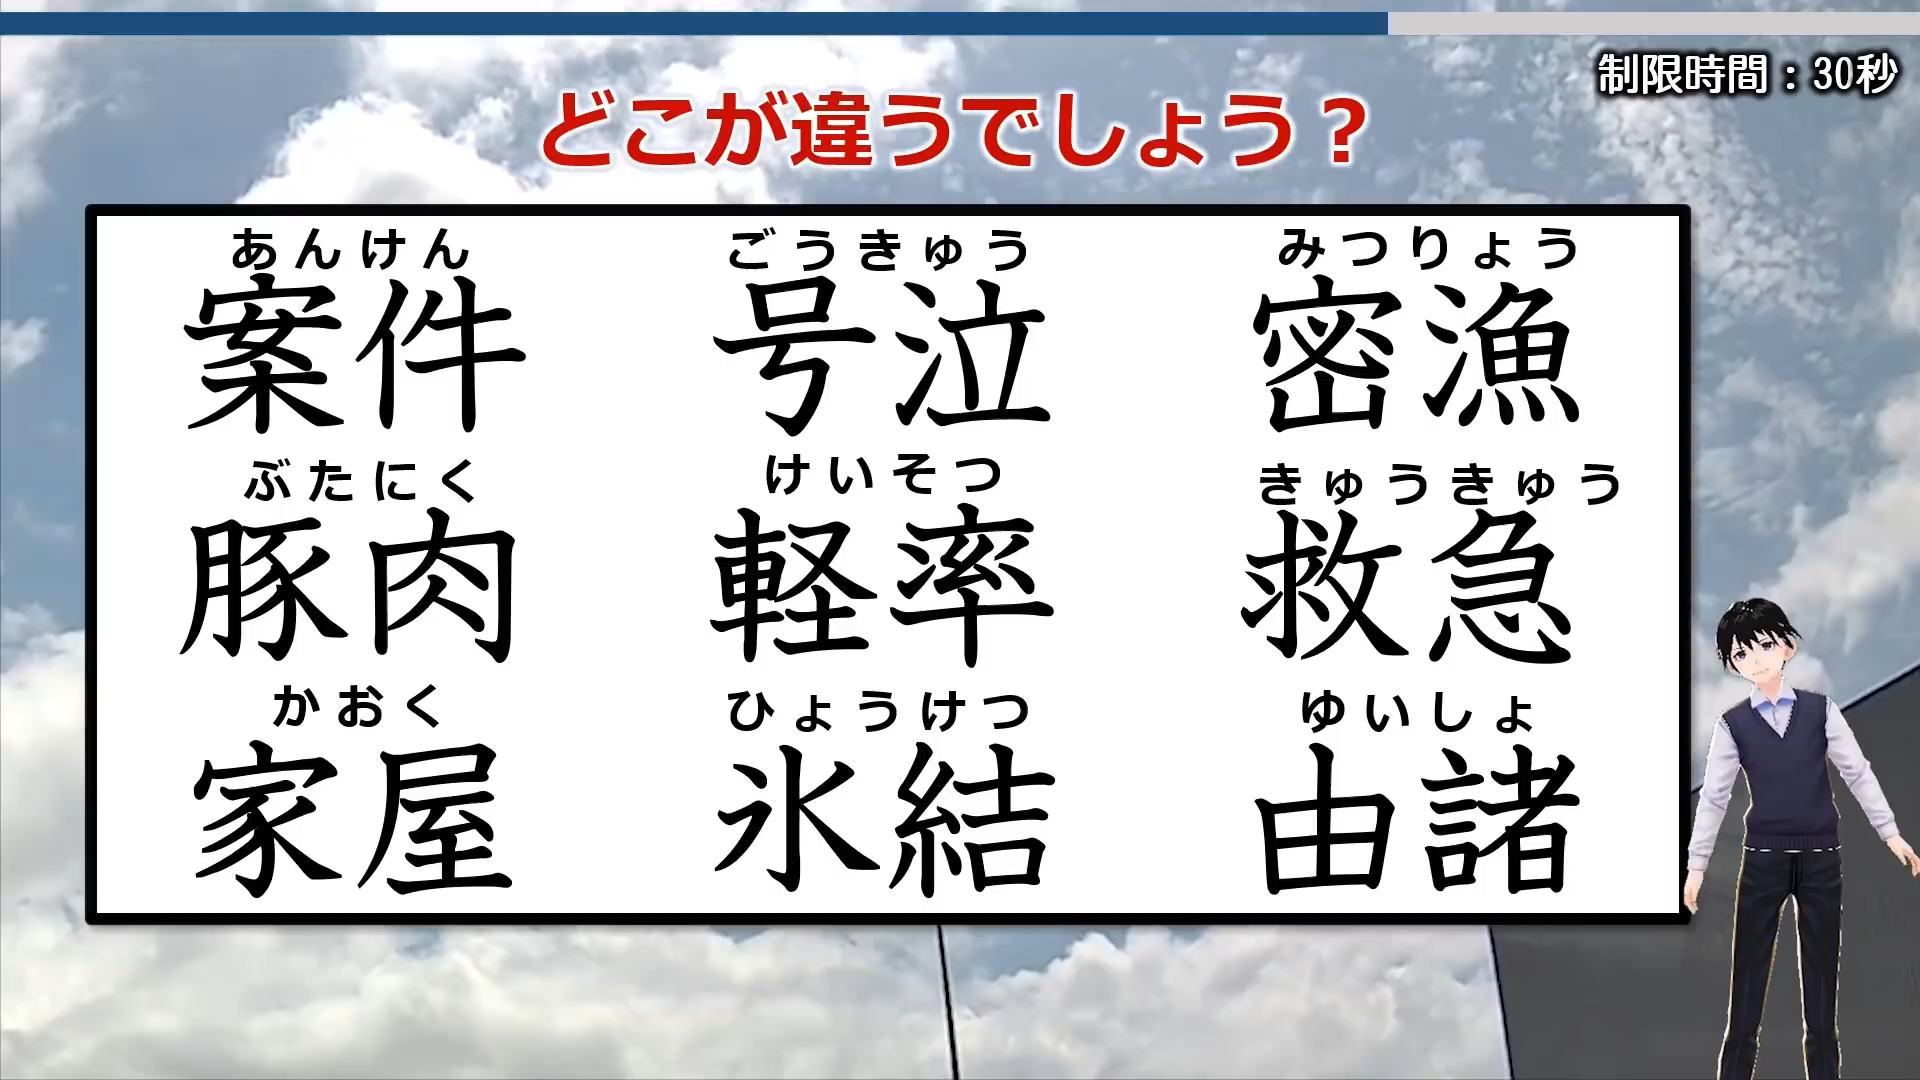 制限時間：30秒
どこが違うでしょう？
あんけん ごうきゅう みつりょう
案件 号泣 密漁
ぶたにく けいそつ きゅうきゅう
豚肉 軽率 救急
かおく ひょうけつ ゆいしょ
家屋 氷結 由諸